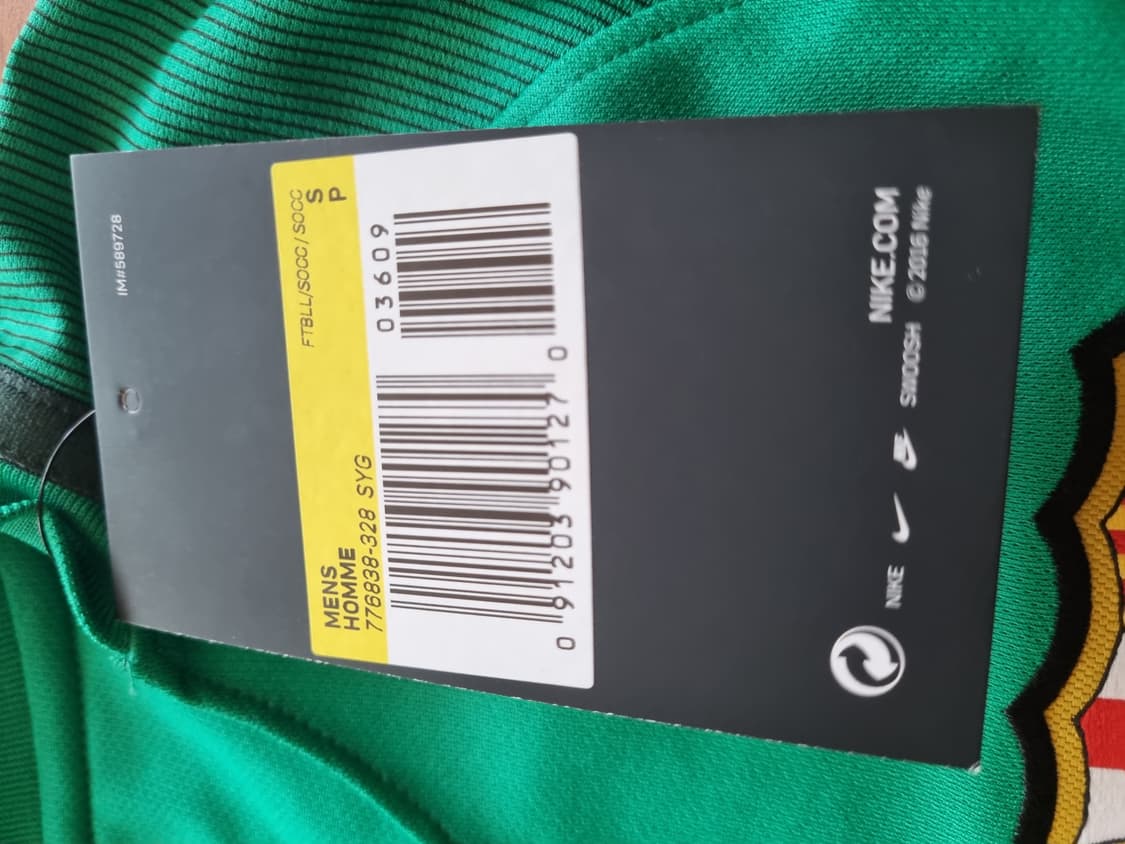 IM#589728
FTBLL/SOCC / SOCC
S
P
MENS
HOMME
776838-328 SYG
03609
0 91203 90127 0
NIKE.COM
NIKE SWOOSH © 2016 Nike